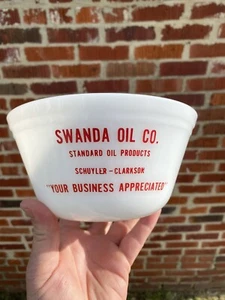 SWANDA OIL CO.
STANDARD OIL PRODUCTS
SCHUYLER - CLARKSON
"YOUR BUSINESS APPRECIATED"